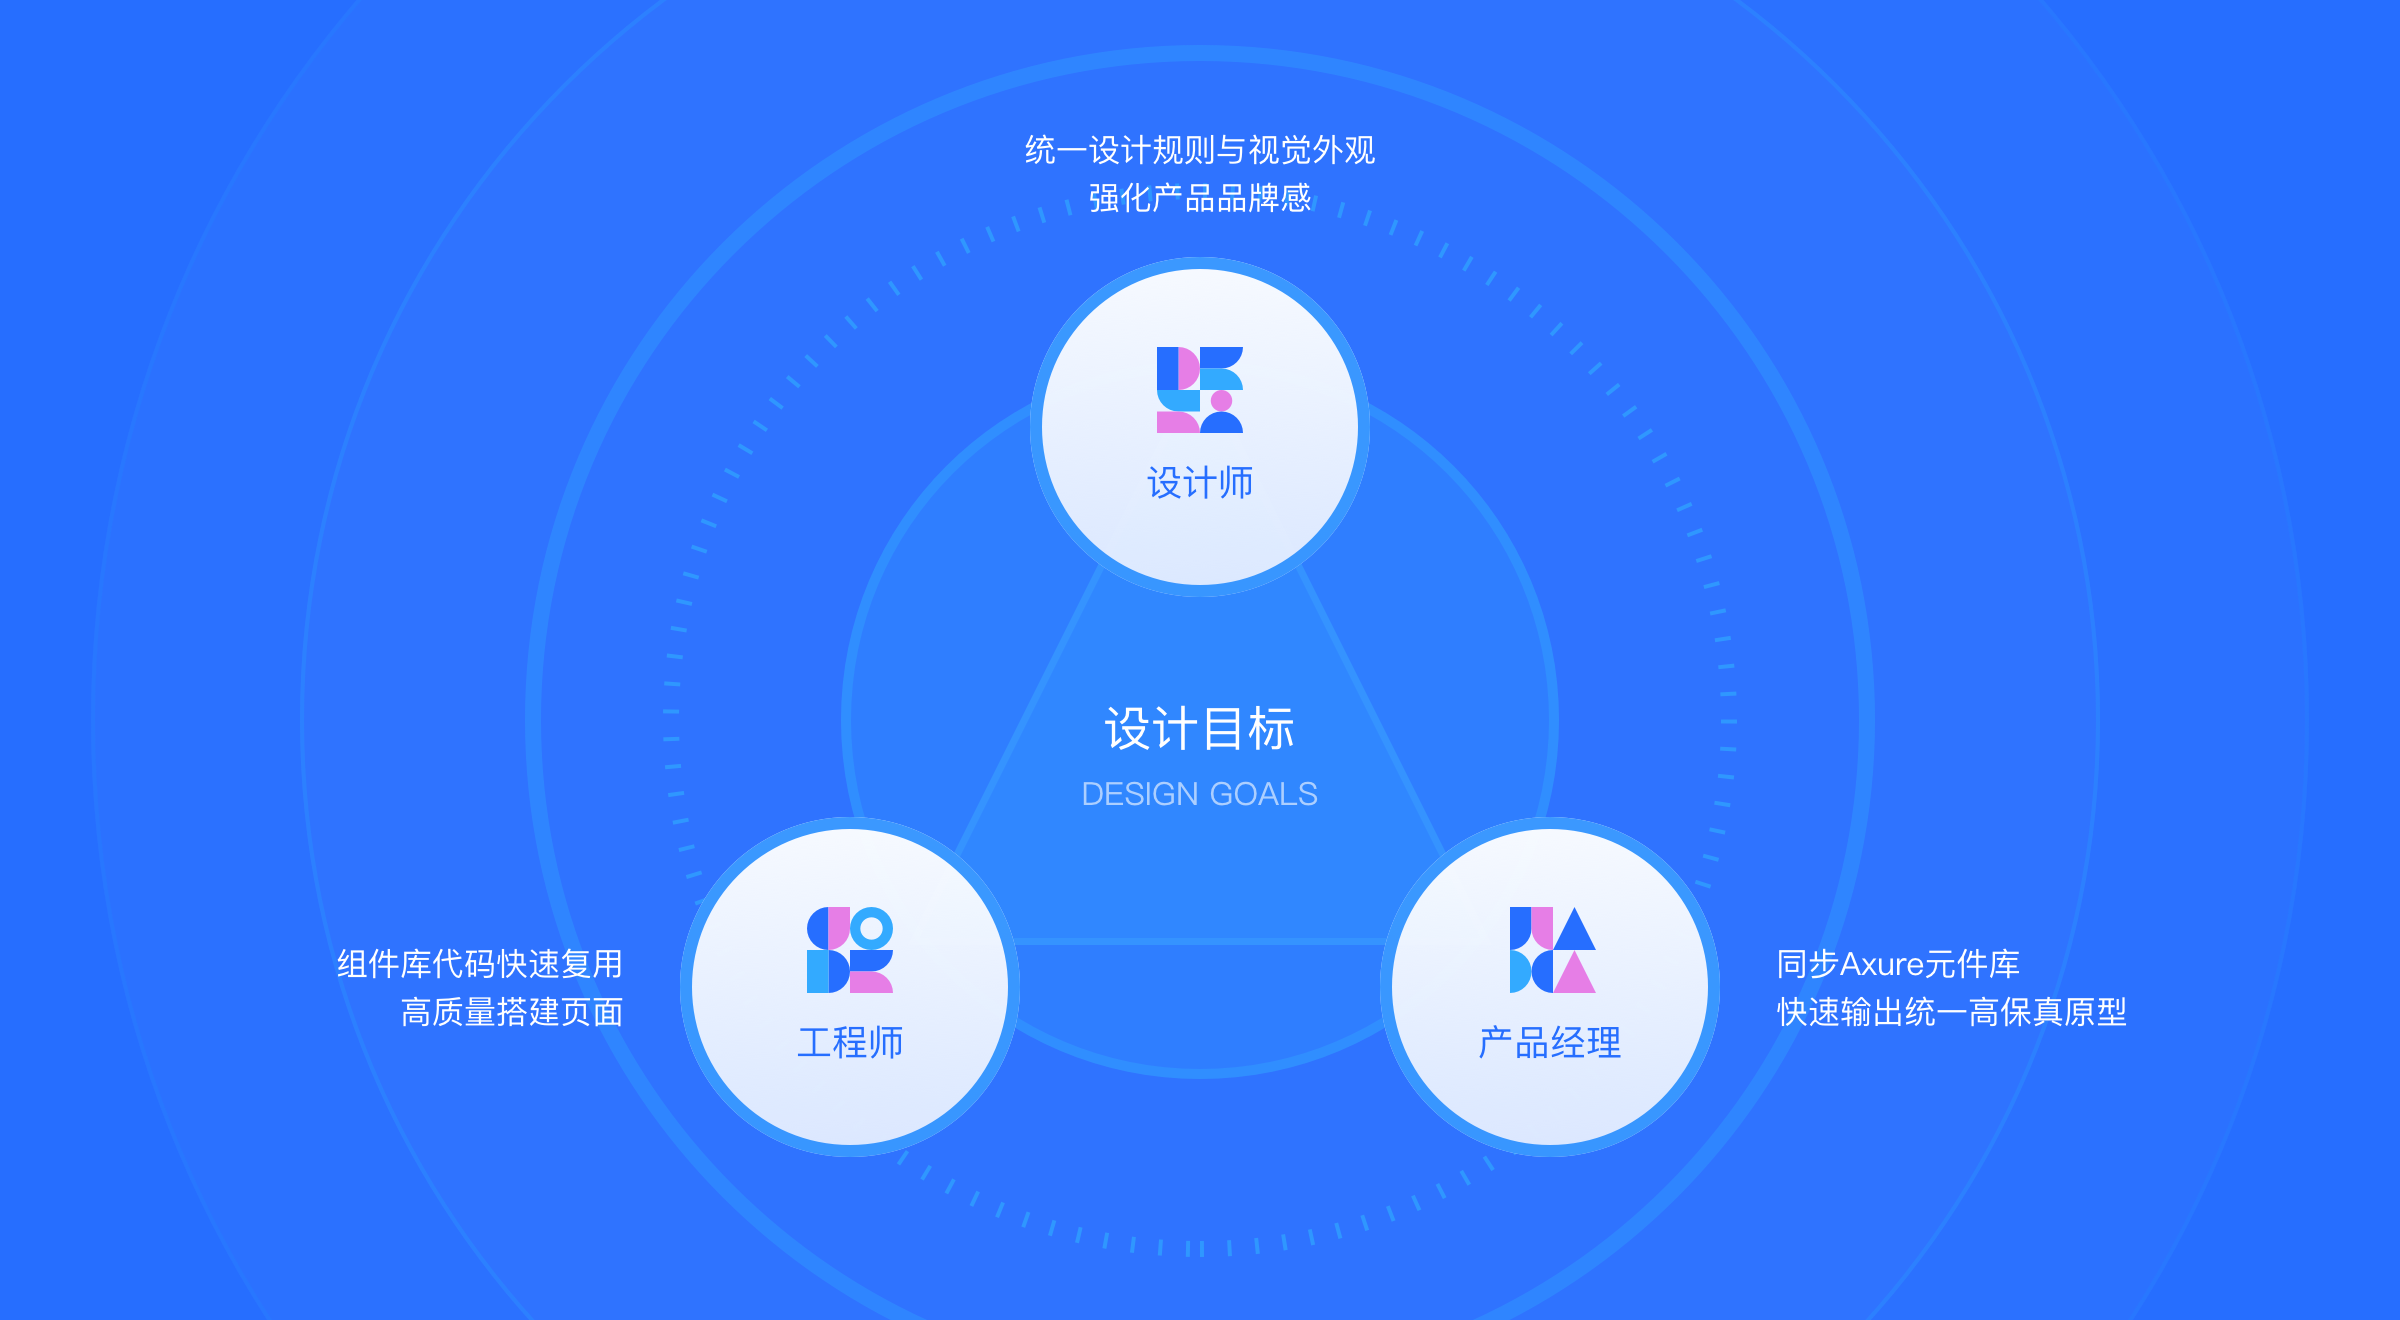 统一设计规则与视觉外观
强化产品品牌感
设计师
设计目标
DESIGN GOALS
组件库代码快速复用
高质量搭建页面
工程师
产品经理
同步Axure元件库
快速输出统一高保真原型